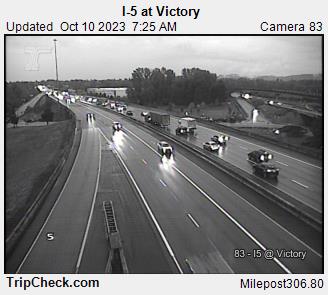 I-5 at Victory
Updated Oct 10 2023 7:25 AM
Camera 83
S
83 - I5 @ Victory
TripCheck.com
Milepost306.80